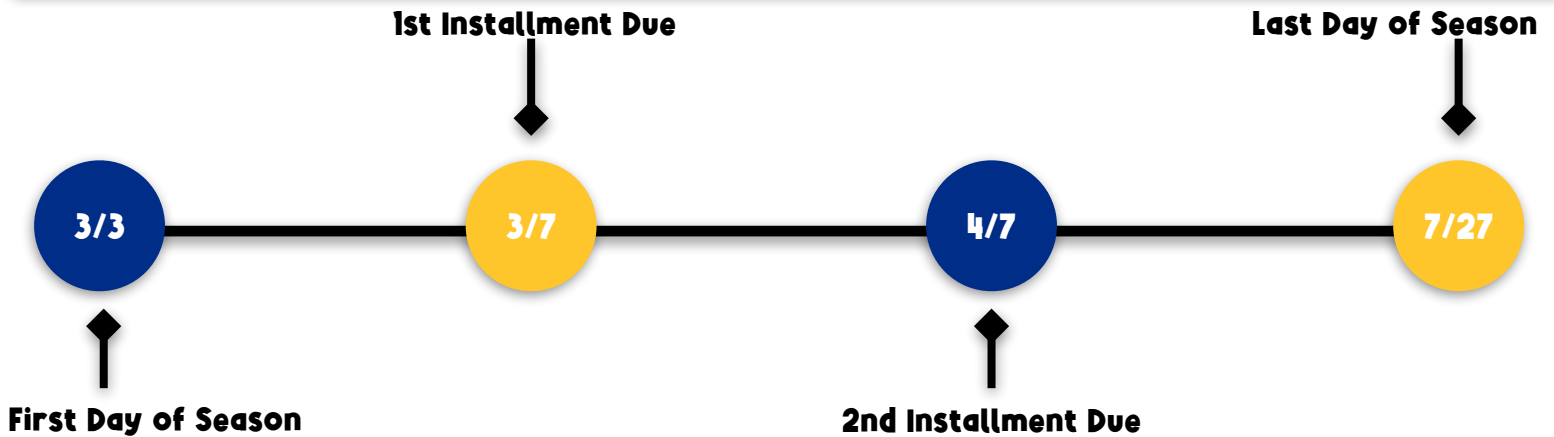 1st Installment Due
Last Day of Season
3/3
3/7
4/7
7/27
First Day of Season
2nd Installment Due